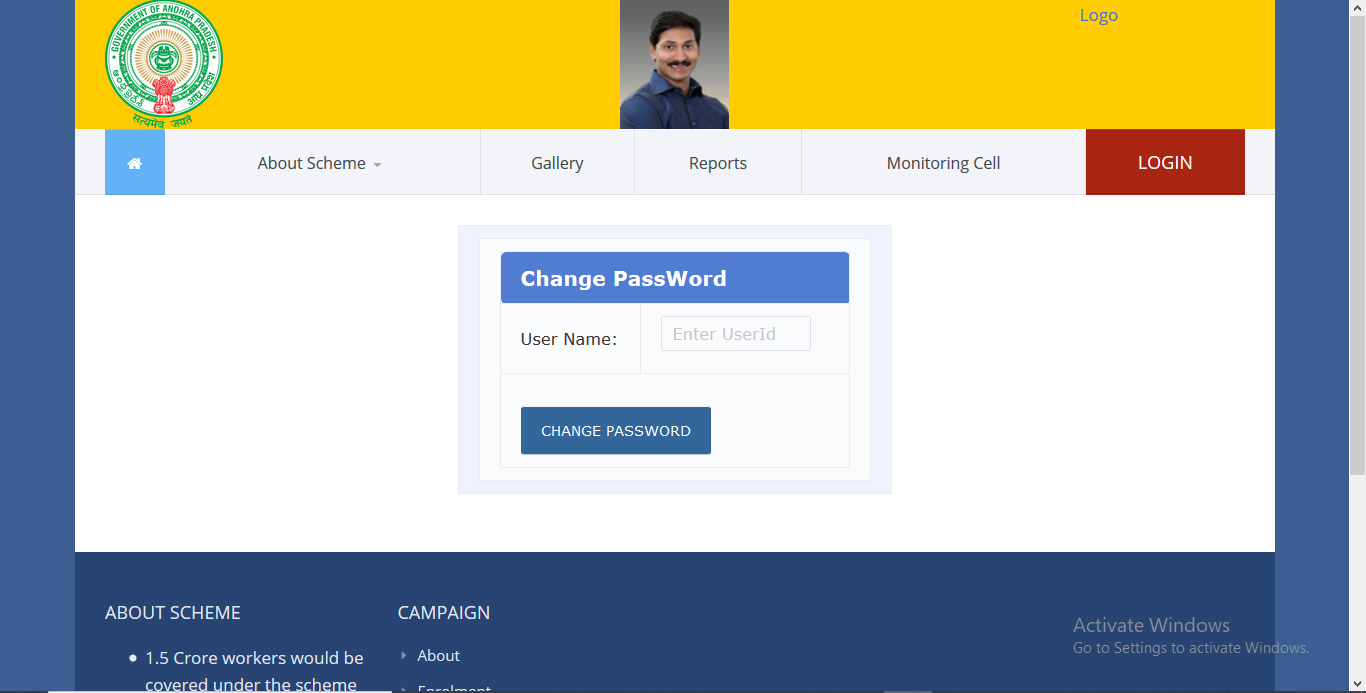 GOVERNMENT OF ANDHRA PRADESH
सत्यमेव जयते
Logo
About Scheme
Gallery
Reports
Monitoring Cell
LOGIN
Change PassWord
User Name:
Enter UserId
CHANGE PASSWORD
ABOUT SCHEME
CAMPAIGN
1.5 Crore workers would be
covered under the scheme
About
Enrolment
Activate Windows
Go to Settings to activate Windows.